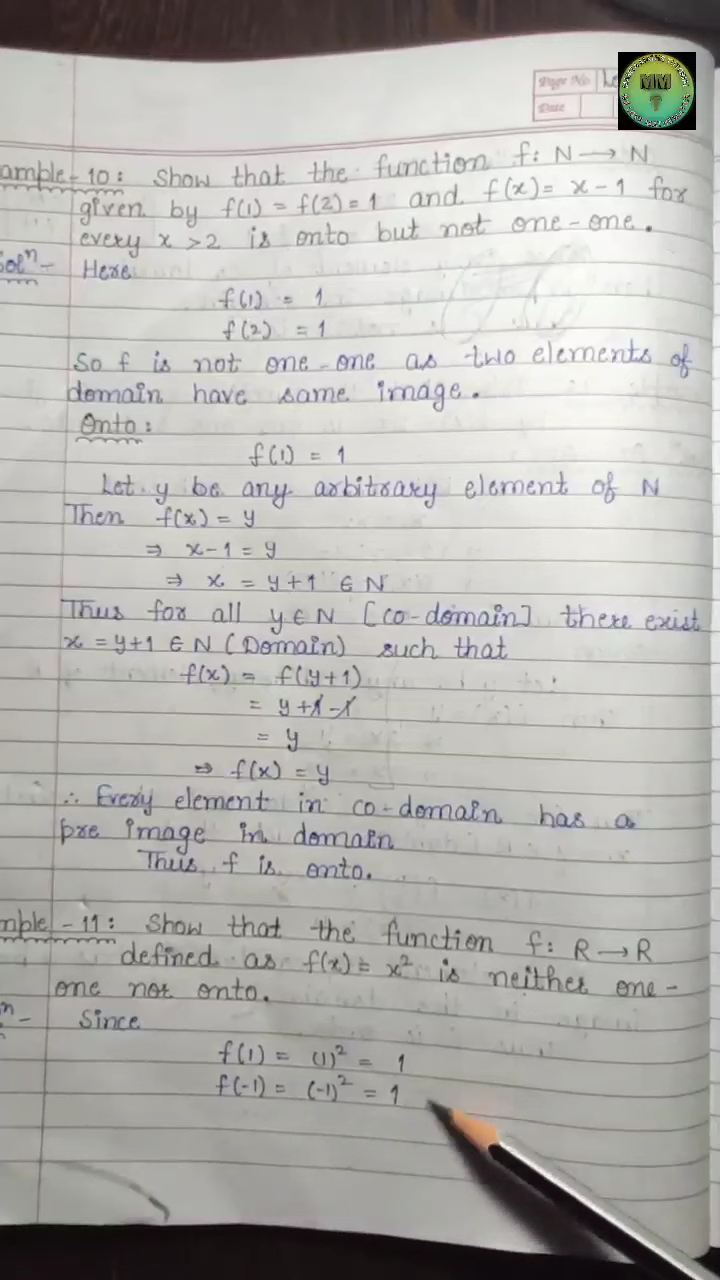 Page No.
Date
MM
ample-10: Show that the function f: N → N
given by f(1) = f(2) = 1 and f(x) = x - 1 for
every x > 2 is onto but not one-one.
Solⁿ- Here
f(1) = 1
f(2) = 1
So f is not one-one as two elements of
domain have same image.
Onto:
f(1) = 1
Let y be any arbitrary element of N
Then f(x) = y
⇒ x - 1 = y
⇒ x = y + 1 ∈ N
Thus for all y ∈ N [co-domain] there exist
x = y + 1 ∈ N (Domain) such that
f(x) = f(y+1)
= y + 1 - 1
= y
⇒ f(x) = y
∴ Every element in co-domain has a
pre image in domain
Thus f is onto.
mple-11: Show that the function f: R → R
defined as f(x) = x² is neither one-
one not onto.
ⁿ- Since
f(1) = (1)² = 1
f(-1) = (-1)² = 1